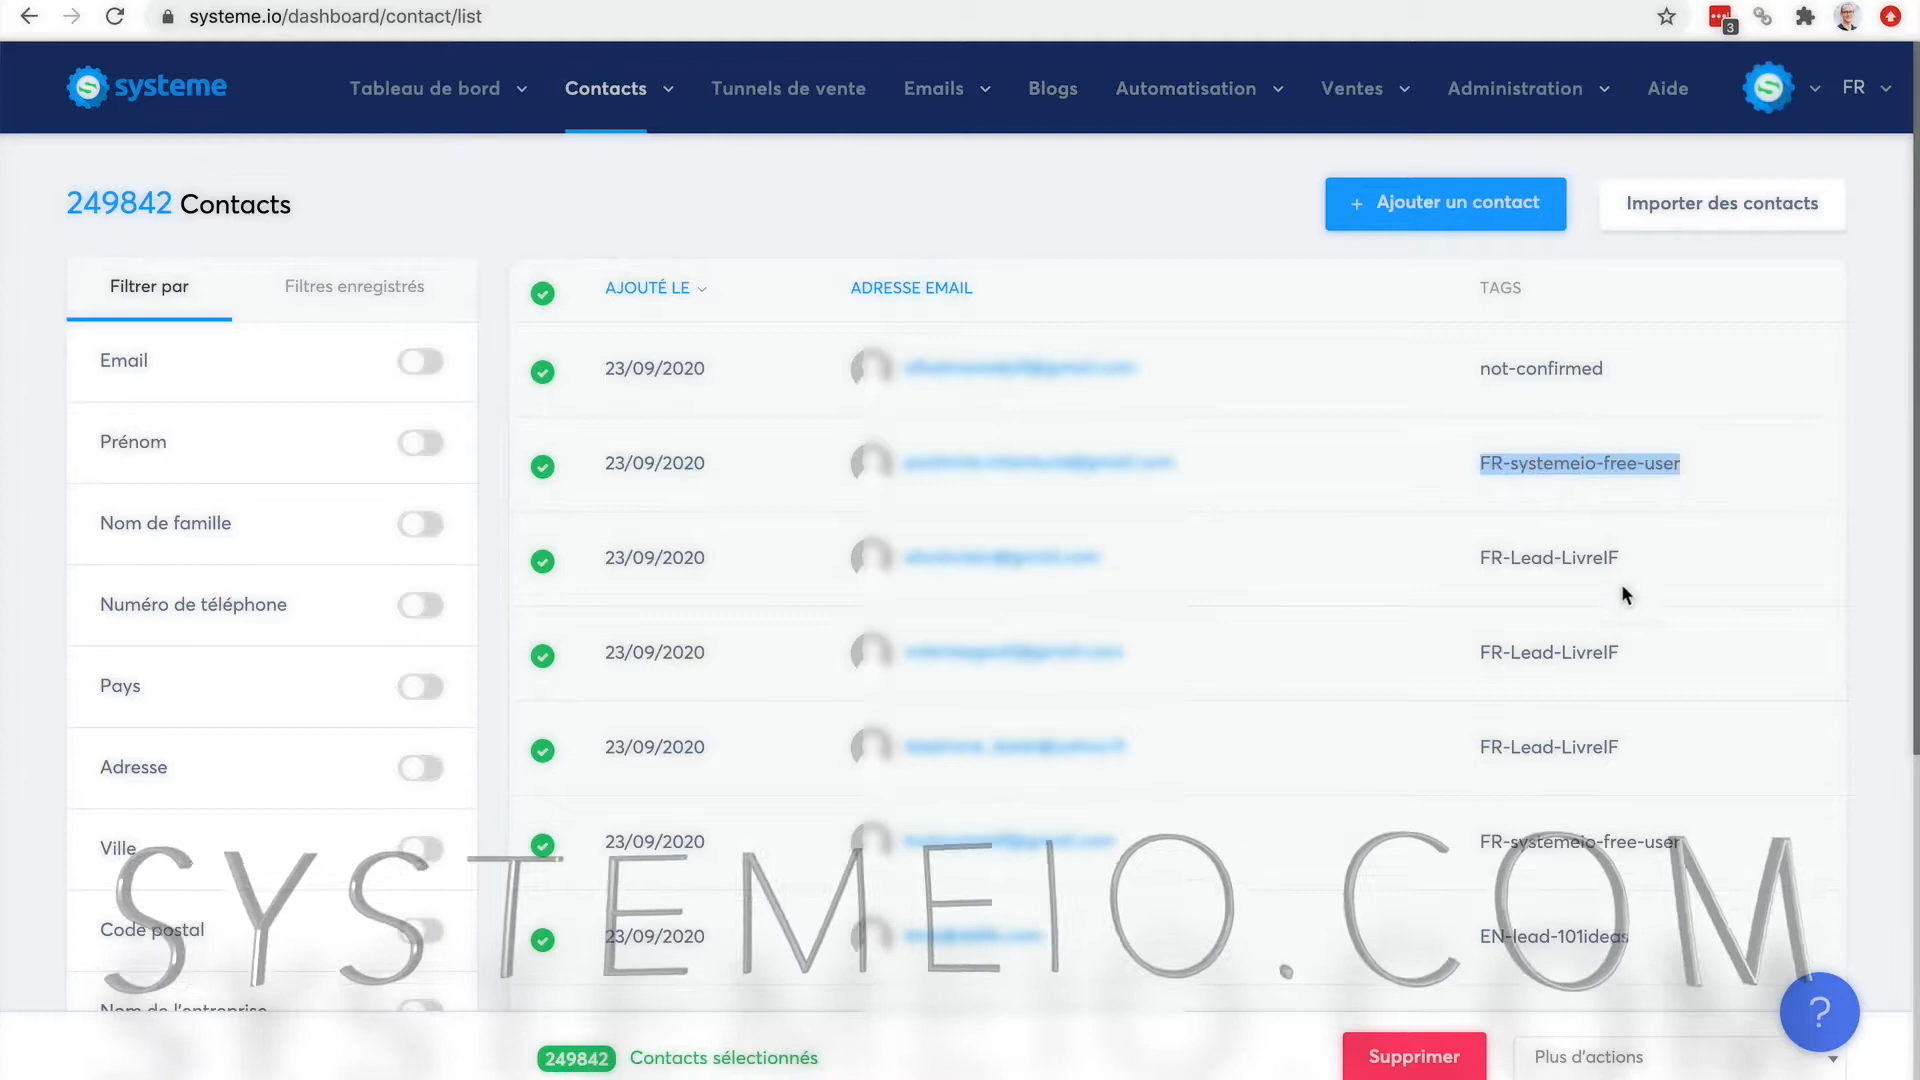 systeme.io/dashboard/contact/list
3
systeme
Tableau de bord
Contacts
Tunnels de vente
Emails
Blogs
Automatisation
Ventes
Administration
Aide
FR
249842 Contacts
+ Ajouter un contact
Importer des contacts
Filtrer par
Filtres enregistrés
AJOUTÉ LE
ADRESSE EMAIL
TAGS
Email
23/09/2020
not-confirmed
Prénom
23/09/2020
FR-systemeio-free-user
Nom de famille
23/09/2020
FR-Lead-LivreIF
Numéro de téléphone
23/09/2020
FR-Lead-LivreIF
Pays
Adresse
23/09/2020
FR-Lead-LivreIF
Ville
23/09/2020
FR-systemeio-free-user
SYSTEMEIO.COM
Code postal
23/09/2020
EN-lead-101ideas
Nom de l'entreprise
?
249842 Contacts sélectionnés
Supprimer
Plus d'actions